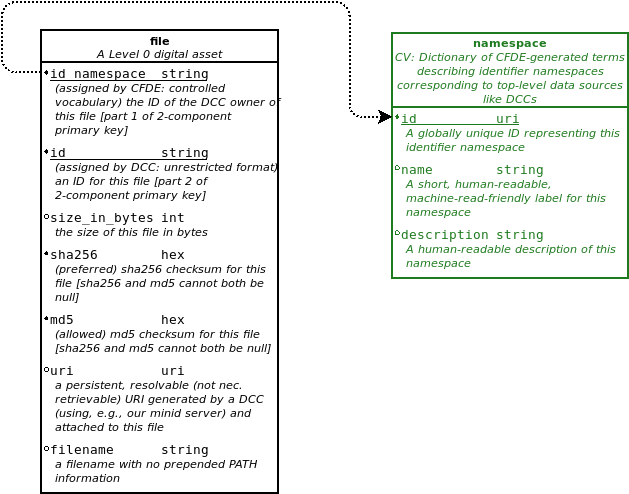 file
A Level 0 digital asset
id_namespace string
(assigned by CFDE: controlled
vocabulary) the ID of the DCC owner of
this file [part 1 of 2-component
primary key]
id string
(assigned by DCC: unrestricted format)
an ID for this file [part 2 of
2-component primary key]
size_in_bytes int
the size of this file in bytes
sha256 hex
(preferred) sha256 checksum for this
file [sha256 and md5 cannot both be
null]
md5 hex
(allowed) md5 checksum for this file
[sha256 and md5 cannot both be null]
uri uri
a persistent, resolvable (not nec.
retrievable) URI generated by a DCC
(using, e.g., our minid server) and
attached to this file
filename string
a filename with no prepended PATH
information
namespace
CV: Dictionary of CFDE-generated terms
describing identifier namespaces
corresponding to top-level data sources
like DCCs
id uri
A globally unique ID representing this
identifier namespace
name string
A short, human-readable,
machine-read-friendly label for this
namespace
description string
A human-readable description of this
namespace